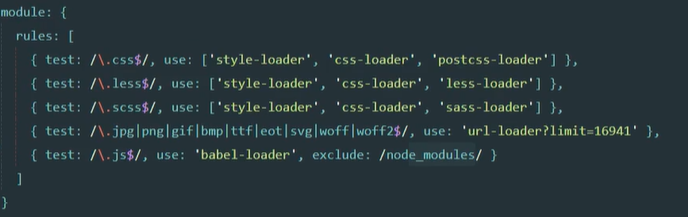 module: {
rules: [
{ test: /\.css$/, use: ['style-loader', 'css-loader', 'postcss-loader'] },
{ test: /\.less$/, use: ['style-loader', 'css-loader', 'less-loader'] },
{ test: /\.scss$/, use: ['style-loader', 'css-loader', 'sass-loader'] },
{ test: /\.jpg|png|gif|bmp|ttf|eot|svg|woff|woff2$/, use: 'url-loader?limit=16941' },
{ test: /\.js$/, use: 'babel-loader', exclude: /node_modules/ }
]
}